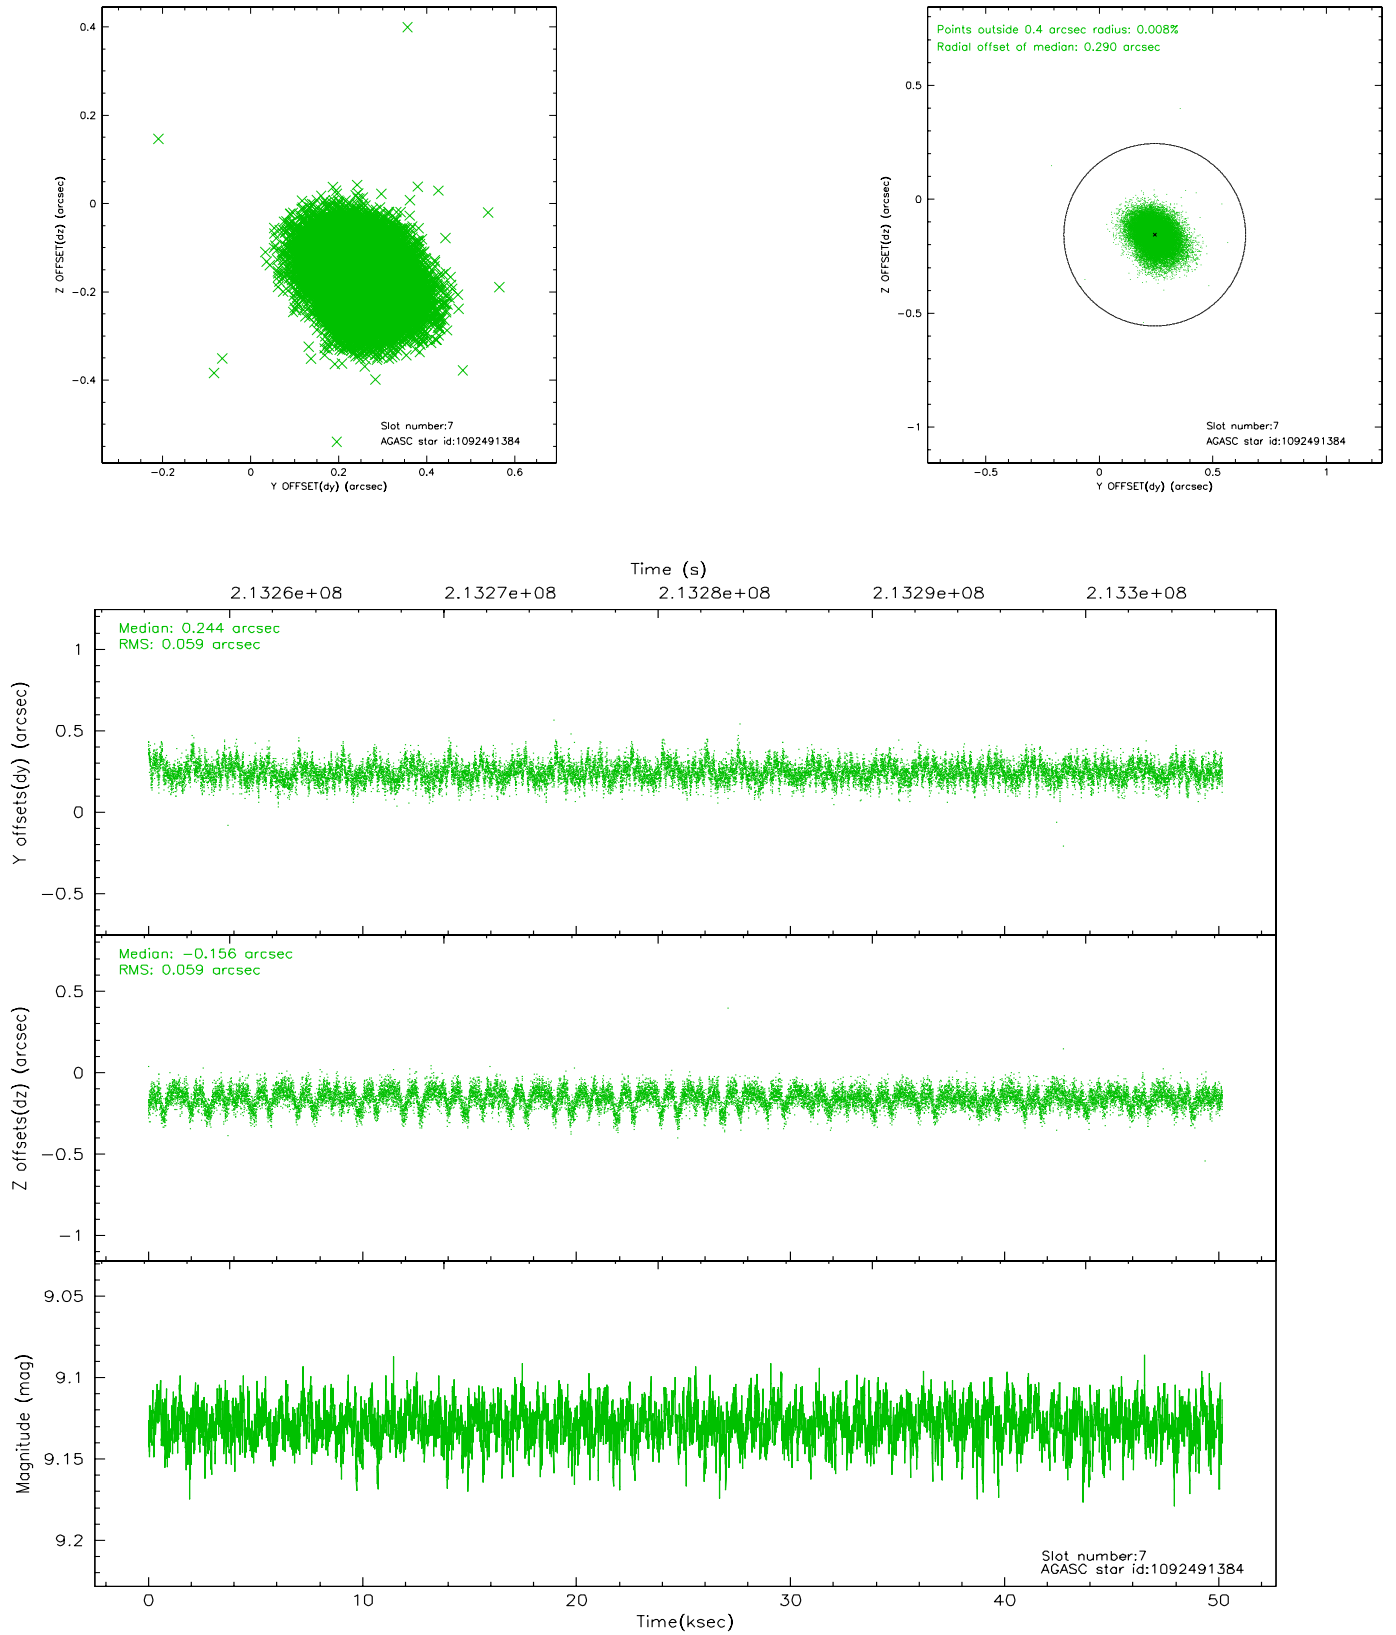 0.4
0.2
0
−0.2
−0.4
Z OFFSET(dz) (arcsec)
Slot number:7
AGASC star id:1092491384
−0.2
0
0.2
0.4
0.6
Y OFFSET(dy) (arcsec)
Points outside 0.4 arcsec radius: 0.008%
Radial offset of median: 0.290 arcsec
0.5
0
−0.5
−1
Z OFFSET(dz) (arcsec)
Slot number:7
AGASC star id:1092491384
−0.5
0
0.5
1
Y OFFSET(dy) (arcsec)
Time (s)
2.1326e+08
2.1327e+08
2.1328e+08
2.1329e+08
2.133e+08
Median: 0.244 arcsec
RMS: 0.059 arcsec
1
0.5
0
−0.5
Y offsets(dy) (arcsec)
Median: −0.156 arcsec
RMS: 0.059 arcsec
0.5
0
−0.5
−1
Z offsets(dz) (arcsec)
9.05
9.1
9.15
9.2
Magnitude (mag)
Slot number:7
AGASC star id:1092491384
0
10
20
30
40
50
Time(ksec)